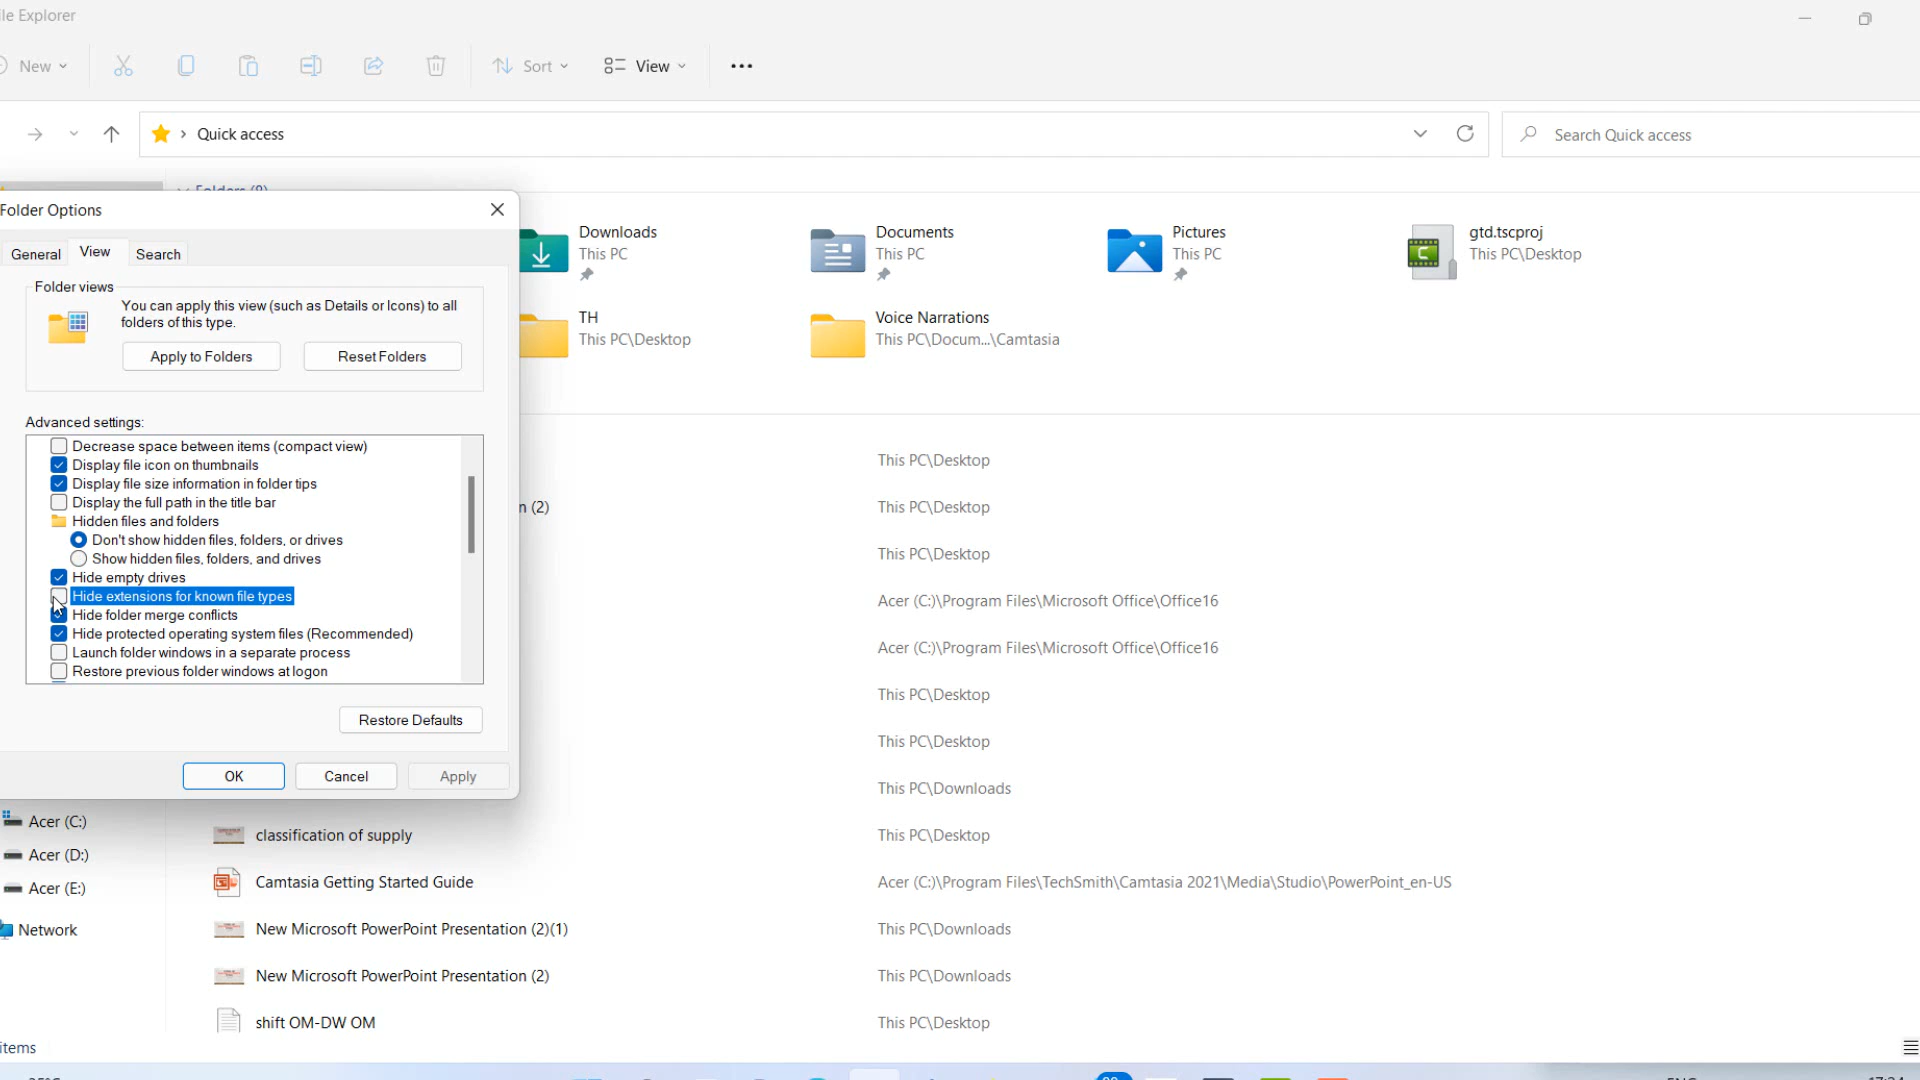 ile Explorer
New
Sort
View
Quick access
Search Quick access
Folder Options
General
View
Search
Folder views
You can apply this view (such as Details or Icons) to all
folders of this type.
Apply to Folders
Reset Folders
Advanced settings:
Decrease space between items (compact view)
Display file icon on thumbnails
Display file size information in folder tips
Display the full path in the title bar
Hidden files and folders
Don't show hidden files, folders, or drives
Show hidden files, folders, and drives
Hide empty drives
Hide extensions for known file types
Hide folder merge conflicts
Hide protected operating system files (Recommended)
Launch folder windows in a separate process
Restore previous folder windows at logon
Restore Defaults
OK
Cancel
Apply
Folders (9)
Downloads
This PC
Documents
This PC
Pictures
This PC
gtd.tscproj
This PC\Desktop
TH
This PC\Desktop
Voice Narrations
This PC\Docum...\Camtasia
This PC\Desktop
n (2)
This PC\Desktop
This PC\Desktop
Acer (C:)\Program Files\Microsoft Office\Office16
Acer (C:)\Program Files\Microsoft Office\Office16
This PC\Desktop
This PC\Desktop
This PC\Downloads
Acer (C:)
Acer (D:)
Acer (E:)
Network
classification of supply
This PC\Desktop
Camtasia Getting Started Guide
Acer (C:)\Program Files\TechSmith\Camtasia 2021\Media\Studio\PowerPoint_en-US
New Microsoft PowerPoint Presentation (2)(1)
This PC\Downloads
New Microsoft PowerPoint Presentation (2)
This PC\Downloads
shift OM-DW OM
This PC\Desktop
items